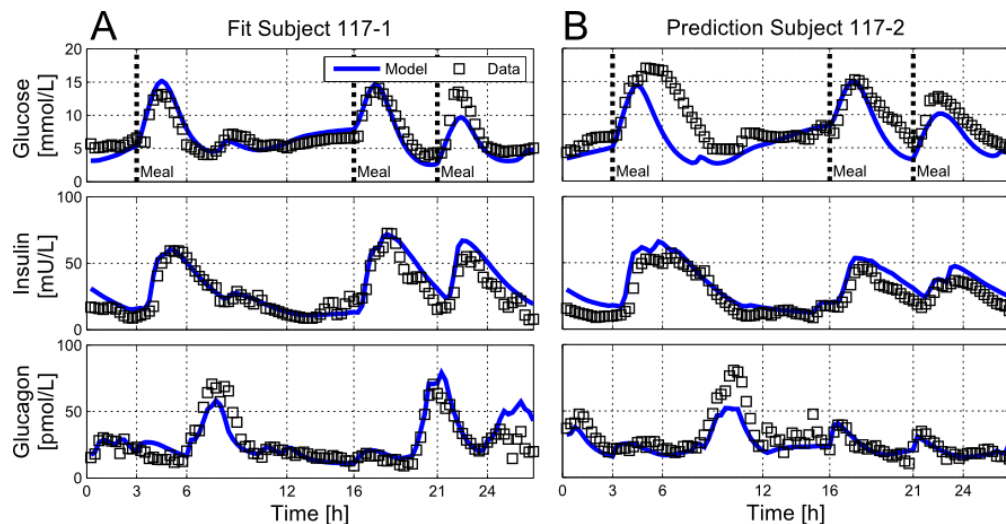 A
Fit Subject 117-1
B
Prediction Subject 117-2
Glucose
[mmol/L]
20
15
10
5
0
Model
Data
Meal
Meal
Meal
Meal
Meal
Meal
Insulin
[mU/L]
100
50
0
Glucagon
[pmol/L]
100
50
0
0 3 6 12 16 21 24
0 3 6 12 16 21 24
Time [h]
Time [h]